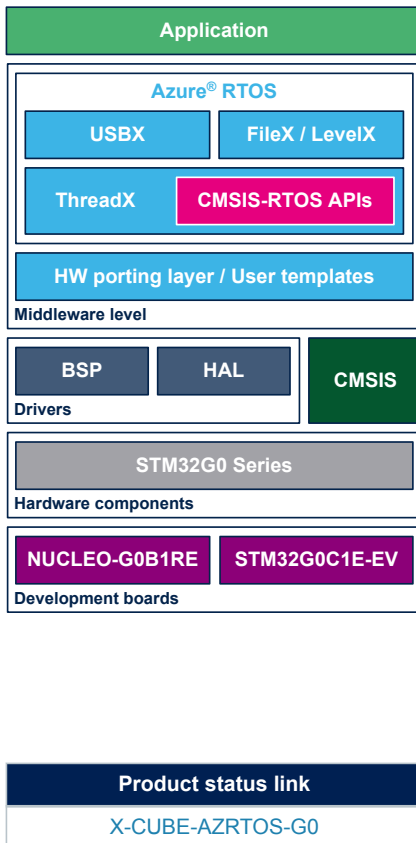 Application
Azure® RTOS
USBX
FileX / LevelX
ThreadX
CMSIS-RTOS APIs
HW porting layer / User templates
Middleware level
BSP
HAL
CMSIS
Drivers
STM32G0 Series
Hardware components
NUCLEO-G0B1RE
STM32G0C1E-EV
Development boards
Product status link
X-CUBE-AZRTOS-G0